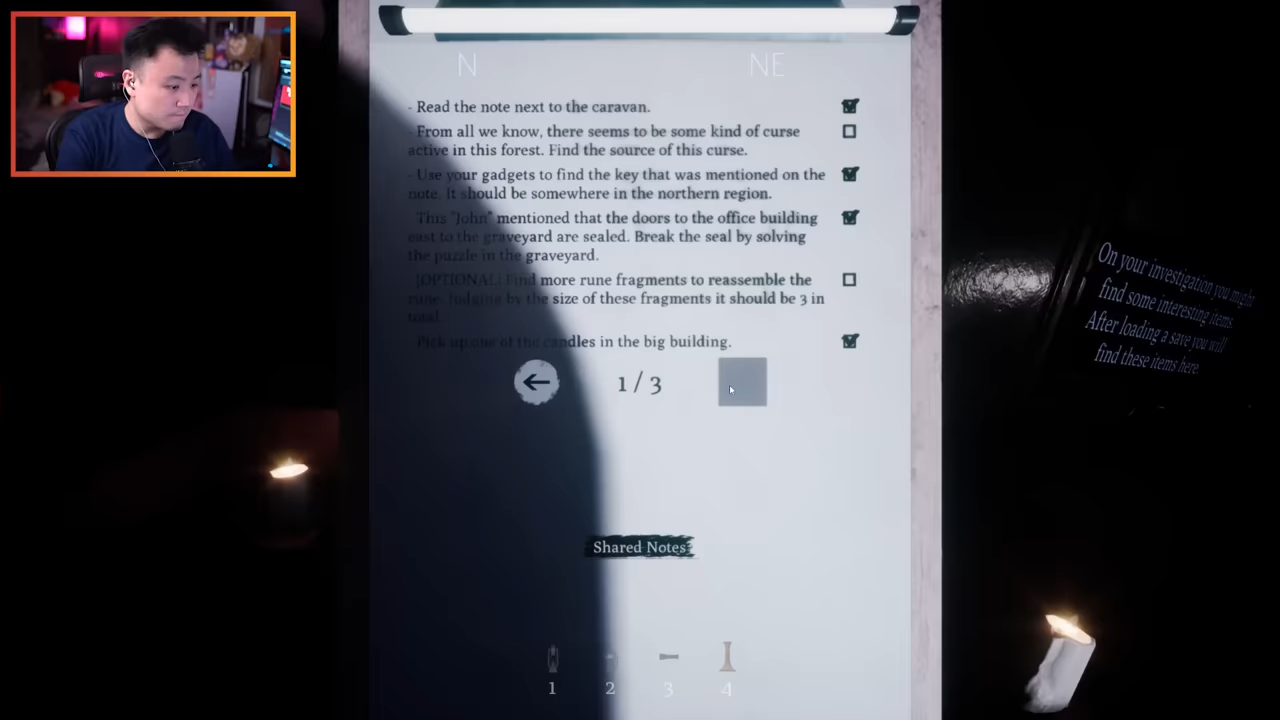 N NE
- Read the note next to the caravan.
- From all we know, there seems to be some kind of curse
active in this forest. Find the source of this curse.
- Use your gadgets to find the key that was mentioned on the
note. It should be somewhere in the northern region.
This "John" mentioned that the doors to the office building
east to the graveyard are sealed. Break the seal by solving
the puzzle in the graveyard.
[OPTIONAL] Find more rune fragments to reassemble the
rune. Judging by the size of these fragments it should be 3 in
total.
- Pick up one of the candles in the big building.
1 / 3
Shared Notes
1 2 3 4
On your investigation you might
find some interesting items.
After loading a save you will
find these items here.